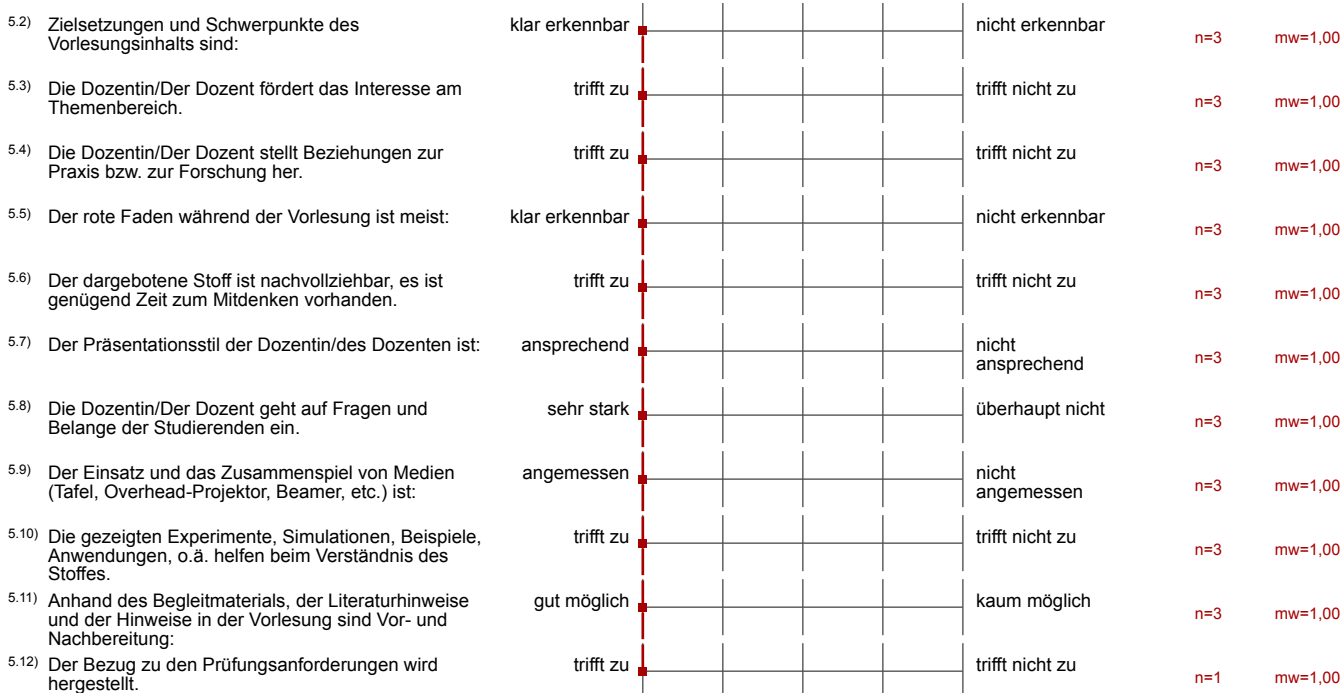 5.2) Zielsetzungen und Schwerpunkte des klar erkennbar nicht erkennbar
Vorlesungsinhalts sind: n=3 mw=1,00
5.3) Die Dozentin/Der Dozent fördert das Interesse am trifft zu trifft nicht zu
Themenbereich. n=3 mw=1,00
5.4) Die Dozentin/Der Dozent stellt Beziehungen zur trifft zu trifft nicht zu
Praxis bzw. zur Forschung her. n=3 mw=1,00
5.5) Der rote Faden während der Vorlesung ist meist: klar erkennbar nicht erkennbar
n=3 mw=1,00
5.6) Der dargebotene Stoff ist nachvollziehbar, es ist trifft zu trifft nicht zu
genügend Zeit zum Mitdenken vorhanden. n=3 mw=1,00
5.7) Der Präsentationsstil der Dozentin/des Dozenten ist: ansprechend nicht
ansprechend n=3 mw=1,00
5.8) Die Dozentin/Der Dozent geht auf Fragen und sehr stark überhaupt nicht
Belange der Studierenden ein. n=3 mw=1,00
5.9) Der Einsatz und das Zusammenspiel von Medien angemessen nicht
(Tafel, Overhead-Projektor, Beamer, etc.) ist: angemessen n=3 mw=1,00
5.10) Die gezeigten Experimente, Simulationen, Beispiele, trifft zu trifft nicht zu
Anwendungen, o.ä. helfen beim Verständnis des n=3 mw=1,00
Stoffes.
5.11) Anhand des Begleitmaterials, der Literaturhinweise gut möglich kaum möglich
und der Hinweise in der Vorlesung sind Vor- und n=3 mw=1,00
Nachbereitung:
5.12) Der Bezug zu den Prüfungsanforderungen wird trifft zu trifft nicht zu
hergestellt. n=1 mw=1,00